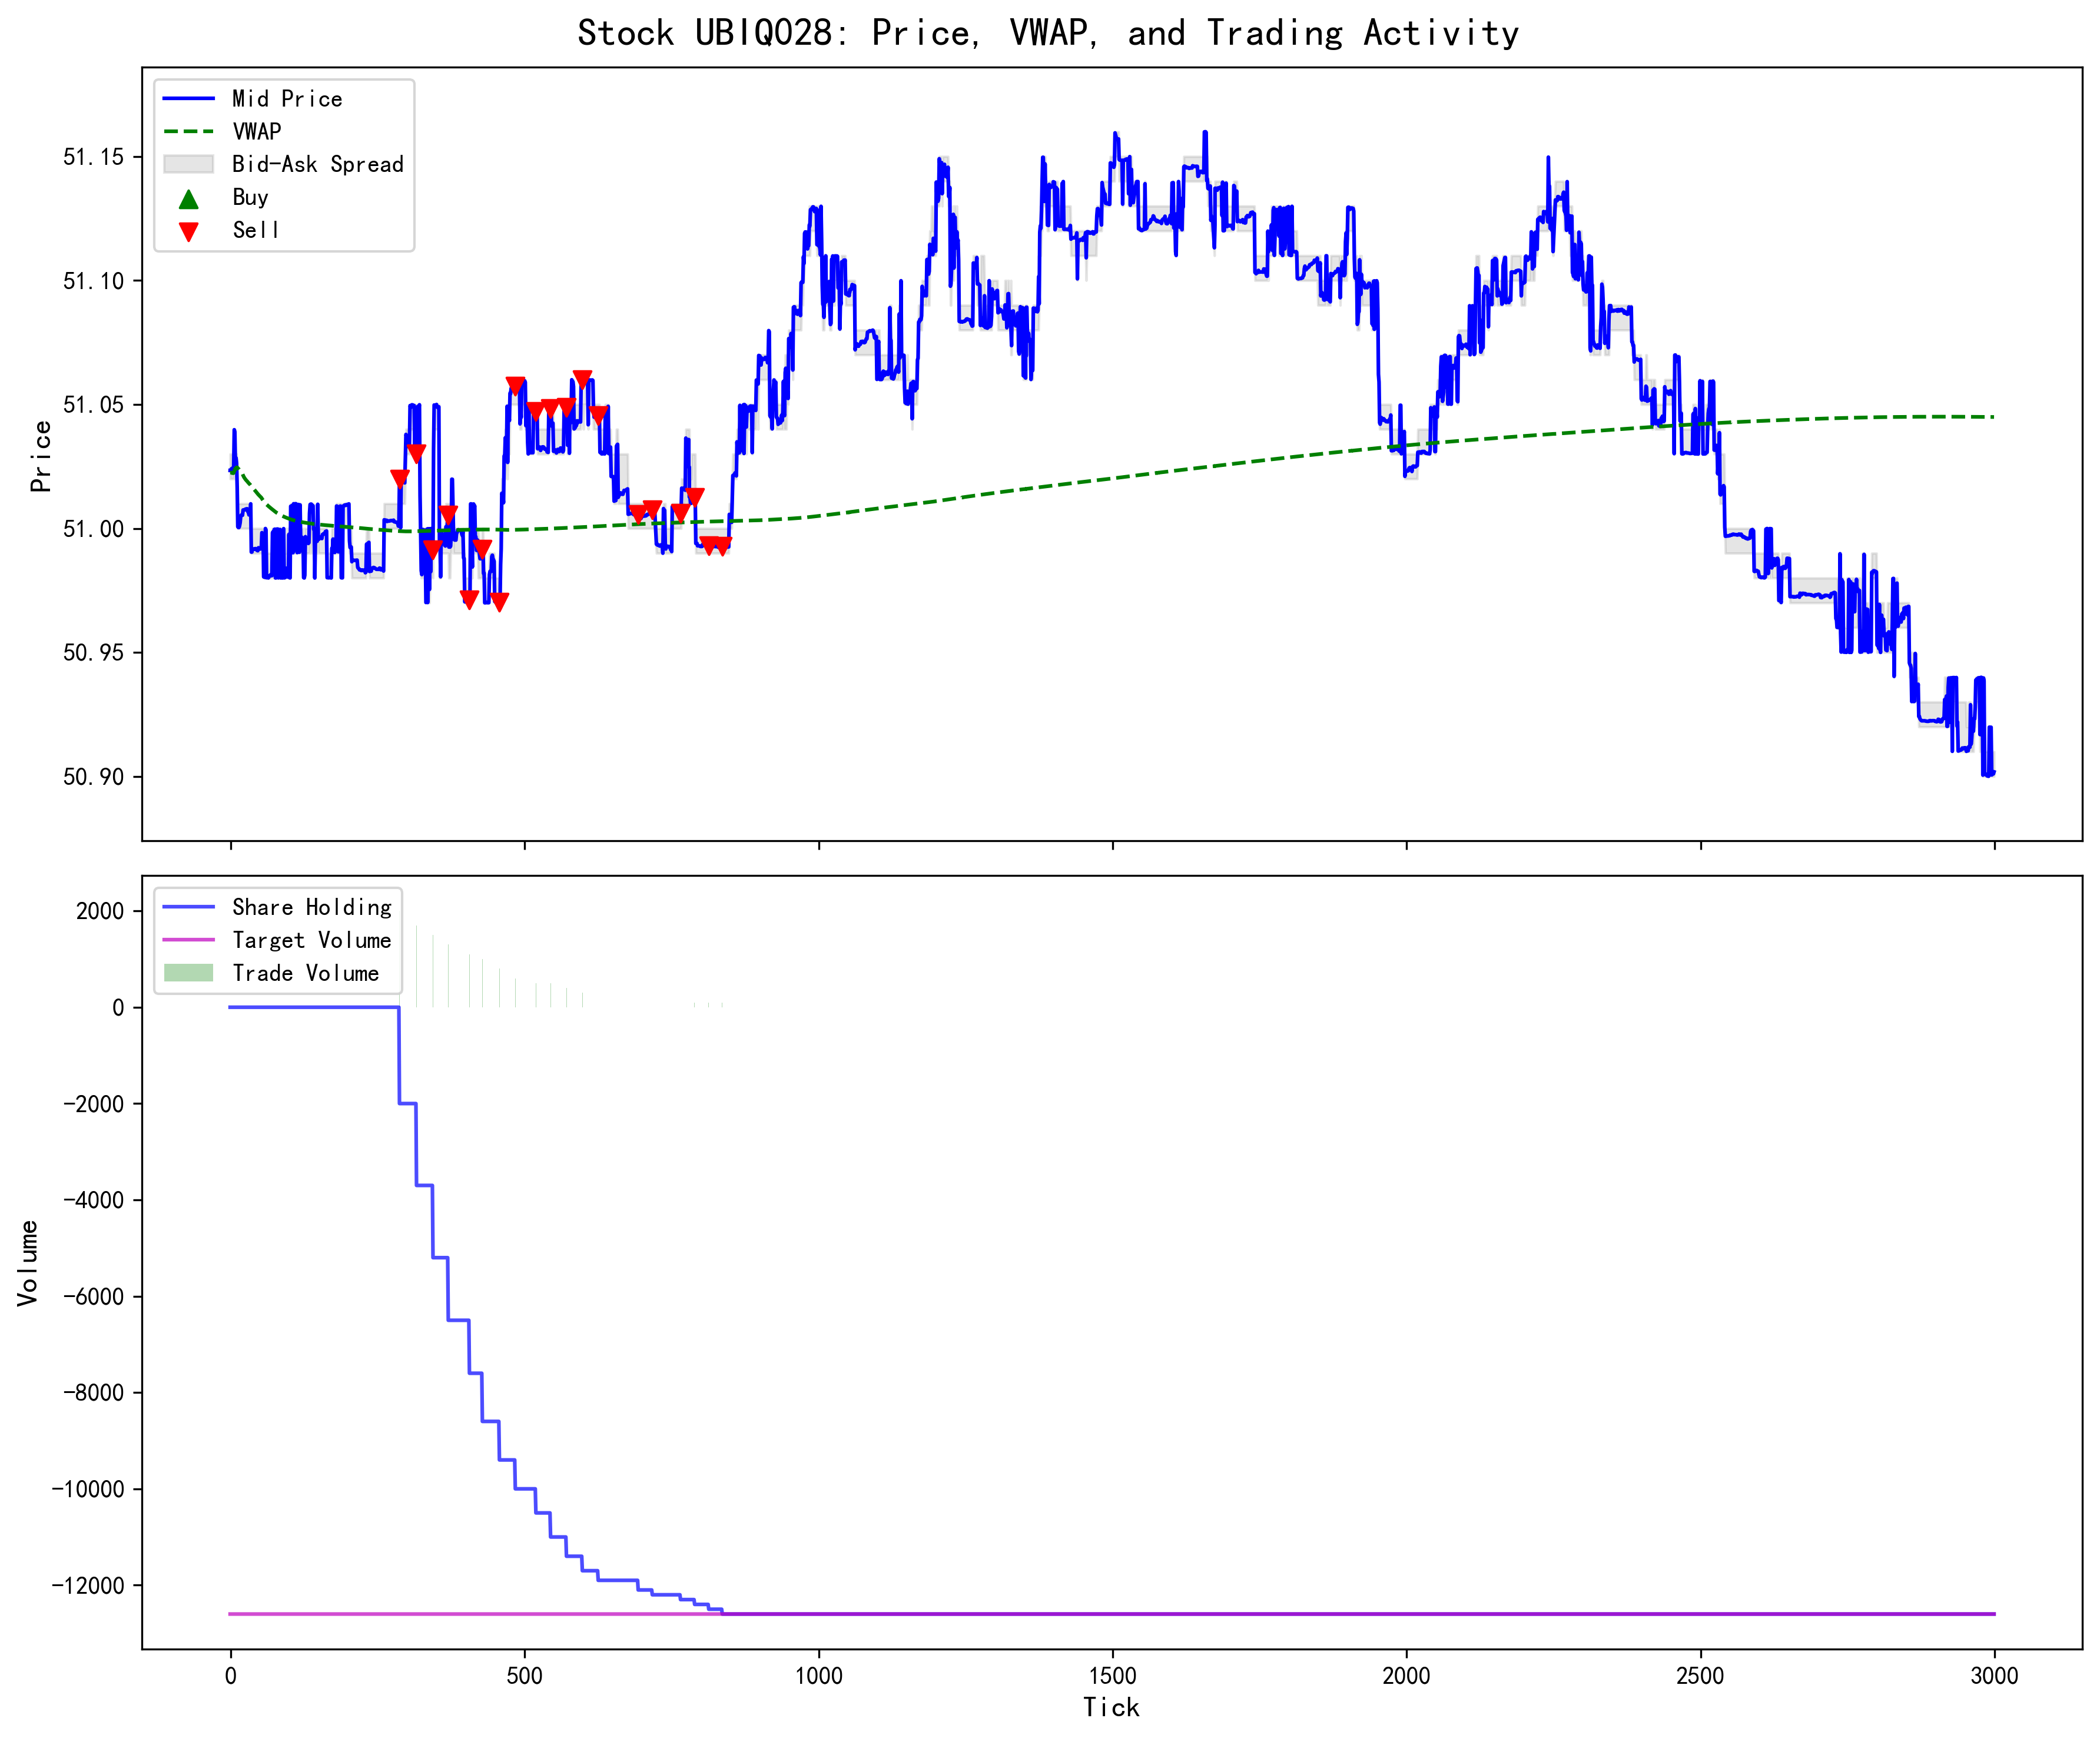 Stock UBIQ028: Price, VWAP, and Trading Activity
Mid Price
VWAP
Bid-Ask Spread
Buy
Sell
51.15
51.10
51.05
51.00
50.95
50.90
Price
Share Holding
Target Volume
Trade Volume
2000
0
-2000
-4000
-6000
-8000
-10000
-12000
Volume
0 500 1000 1500 2000 2500 3000
Tick